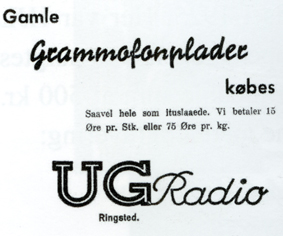 Gamle
Grammofonplader
købes
Saavel hele som ituslaaede. Vi betaler 15
Øre pr. Stk. eller 75 Øre pr. kg.
UG Radio
Ringsted.